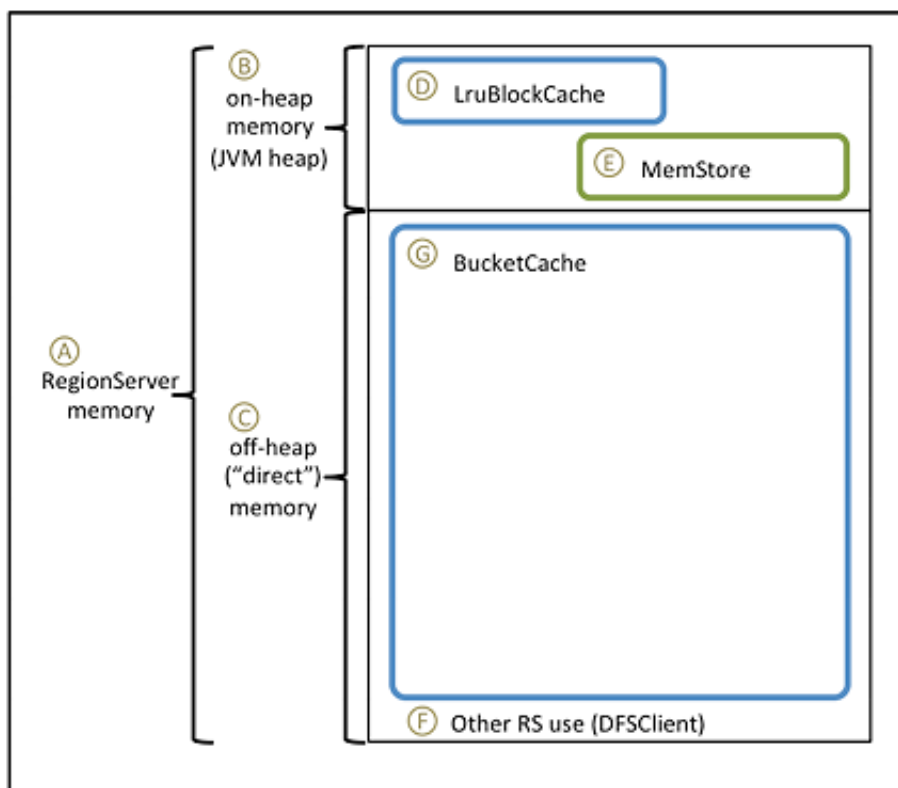 Ⓑ
on-heap
memory
(JVM heap)
Ⓓ LruBlockCache
Ⓔ MemStore
Ⓐ
RegionServer
memory
Ⓒ
off-heap
(“direct”)
memory
Ⓖ BucketCache
Ⓕ Other RS use (DFSClient)